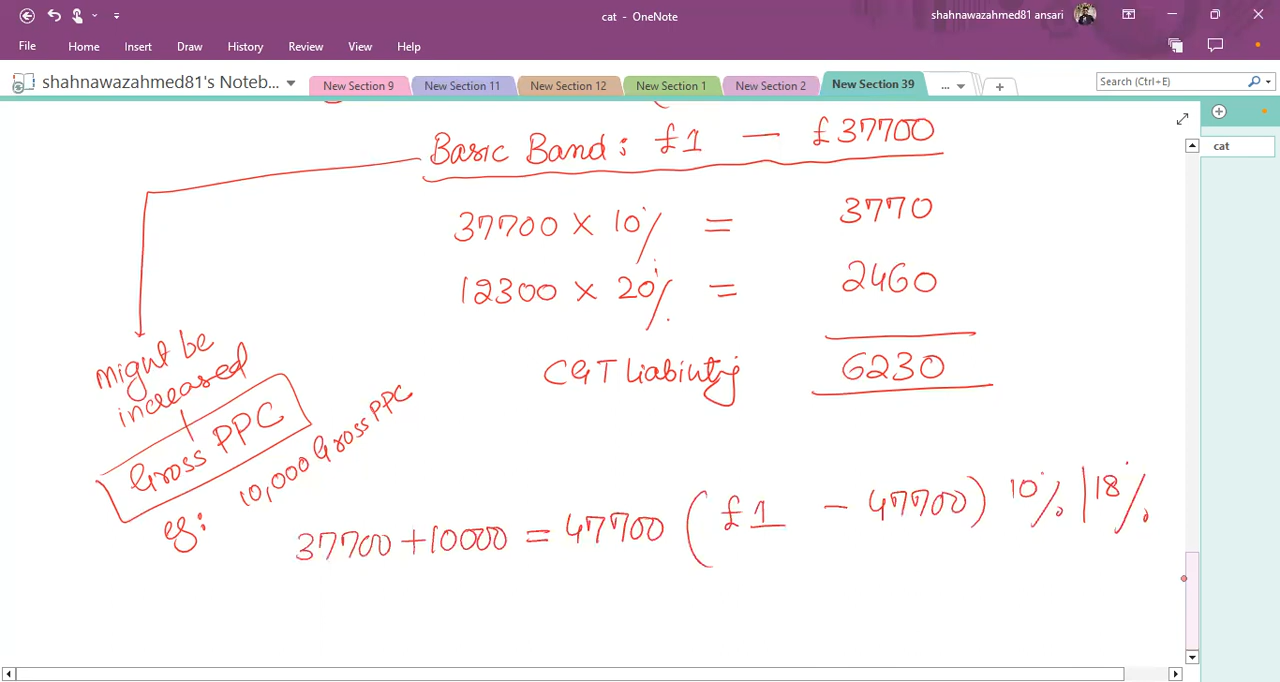 cat - OneNote
shahnawazahmed81 ansari
File Home Insert Draw History Review View Help
shahnawazahmed81's Noteb...
New Section 9 New Section 11 New Section 12 New Section 1 New Section 2 New Section 39 ...
Search (Ctrl+E)
cat
Basic Band: £1 — £37700
37700 × 10% = 3770
12300 × 20% = 2460
CGT liability 6230
might be
increased
Gross PPC
eg: 10,000 Gross PPC
37700 + 10000 = 47700 (£1 - 47700) 10% | 18%